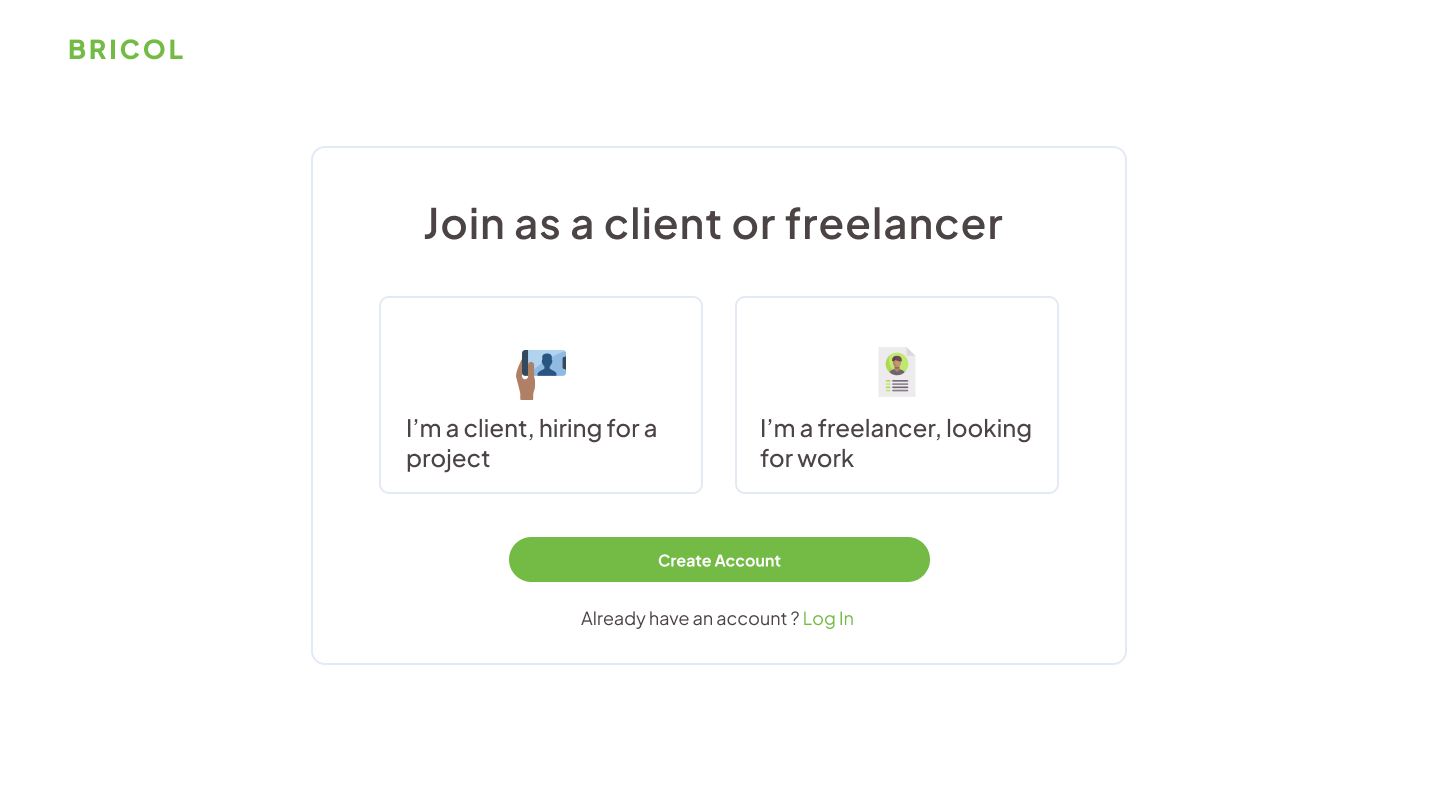 BRICOL
Join as a client or freelancer
I’m a client, hiring for a
project
I’m a freelancer, looking
for work
Create Account
Already have an account ? Log In